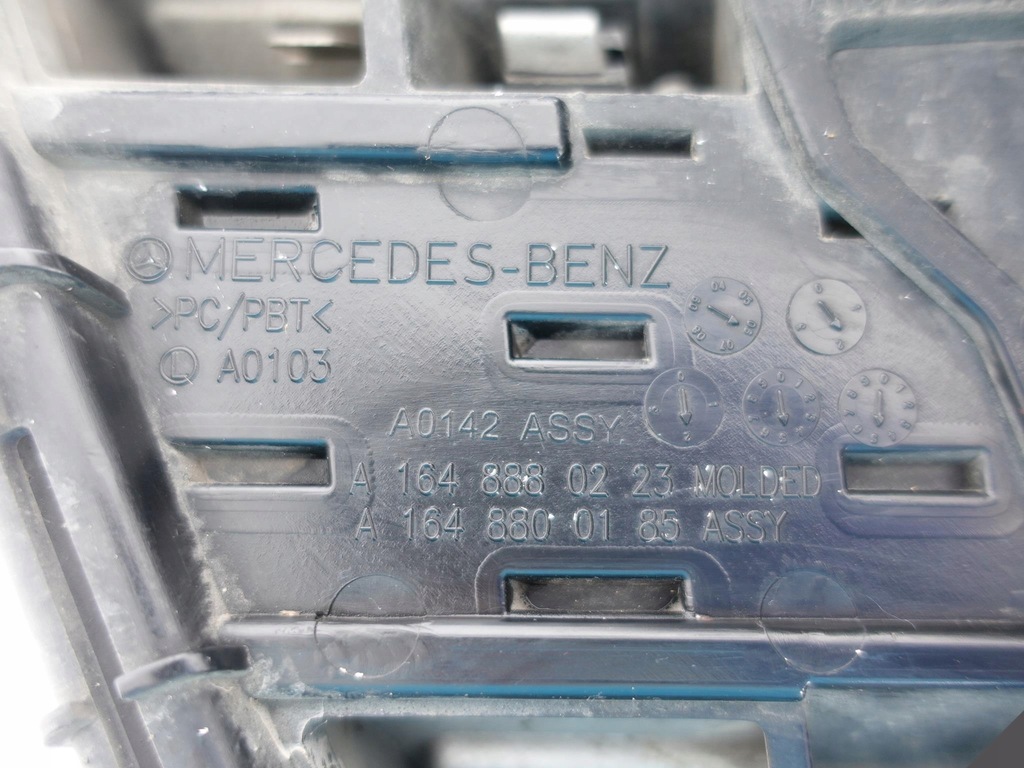 MERCEDES-BENZ
>PC/PBT<
L A0103
A0142 ASSY.
A 164 888 02 23 MOLDED
A 164 880 01 85 ASSY